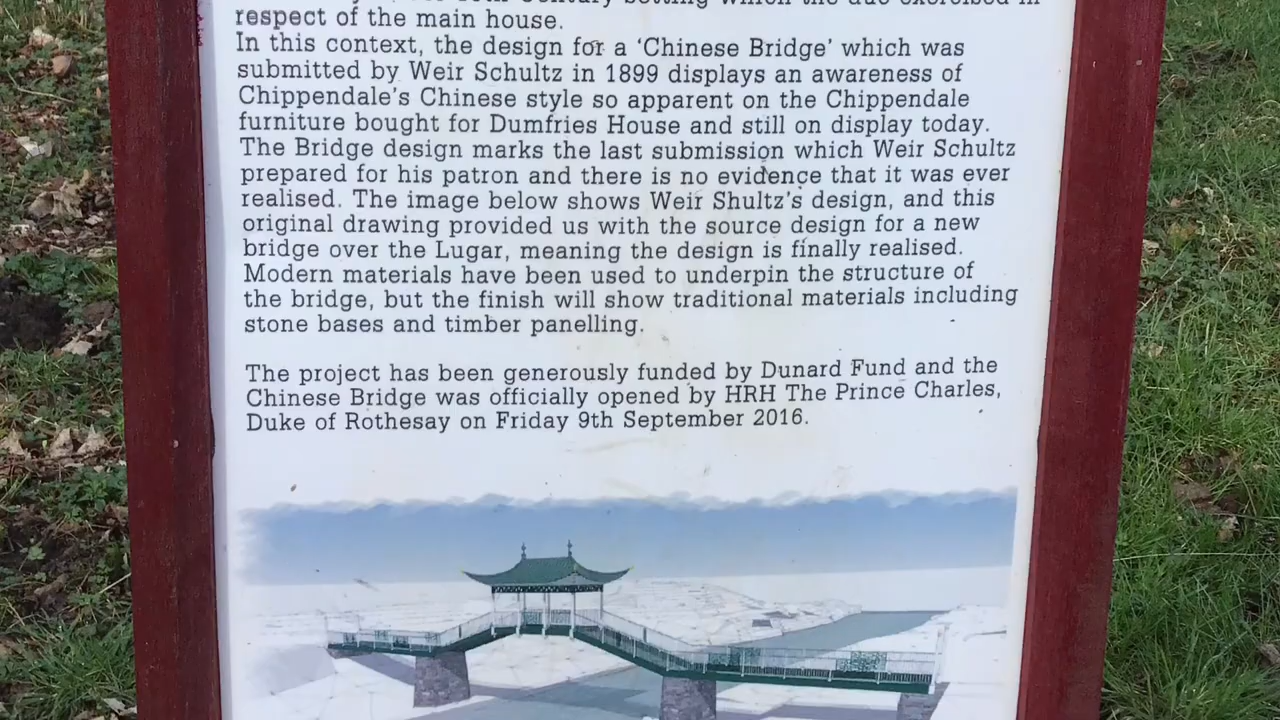 respect of the main house.
In this context, the design for a ‘Chinese Bridge’ which was
submitted by Weir Schultz in 1899 displays an awareness of
Chippendale’s Chinese style so apparent on the Chippendale
furniture bought for Dumfries House and still on display today.
The Bridge design marks the last submission which Weir Schultz
prepared for his patron and there is no evidence that it was ever
realised. The image below shows Weir Shultz’s design, and this
original drawing provided us with the source design for a new
bridge over the Lugar, meaning the design is finally realised.
Modern materials have been used to underpin the structure of
the bridge, but the finish will show traditional materials including
stone bases and timber panelling.
The project has been generously funded by Dunard Fund and the
Chinese Bridge was officially opened by HRH The Prince Charles,
Duke of Rothesay on Friday 9th September 2016.